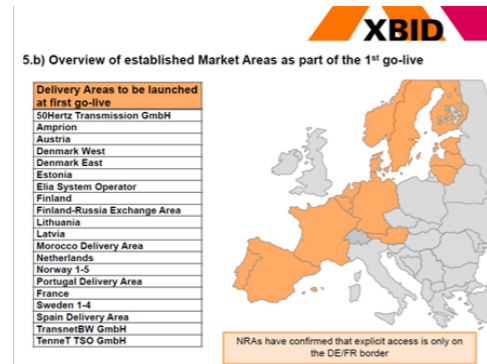 XBID
5.b) Overview of established Market Areas as part of the 1st go-live
Delivery Areas to be launched
at first go-live
50Hertz Transmission GmbH
Amprion
Austria
Denmark West
Denmark East
Estonia
Elia System Operator
Finland
Finland-Russia Exchange Area
Lithuania
Latvia
Morocco Delivery Area
Netherlands
Norway 1-5
Portugal Delivery Area
France
Sweden 1-4
Spain Delivery Area
TransnetBW GmbH
TenneT TSO GmbH
NRAs have confirmed that explicit access is only on
the DE/FR border